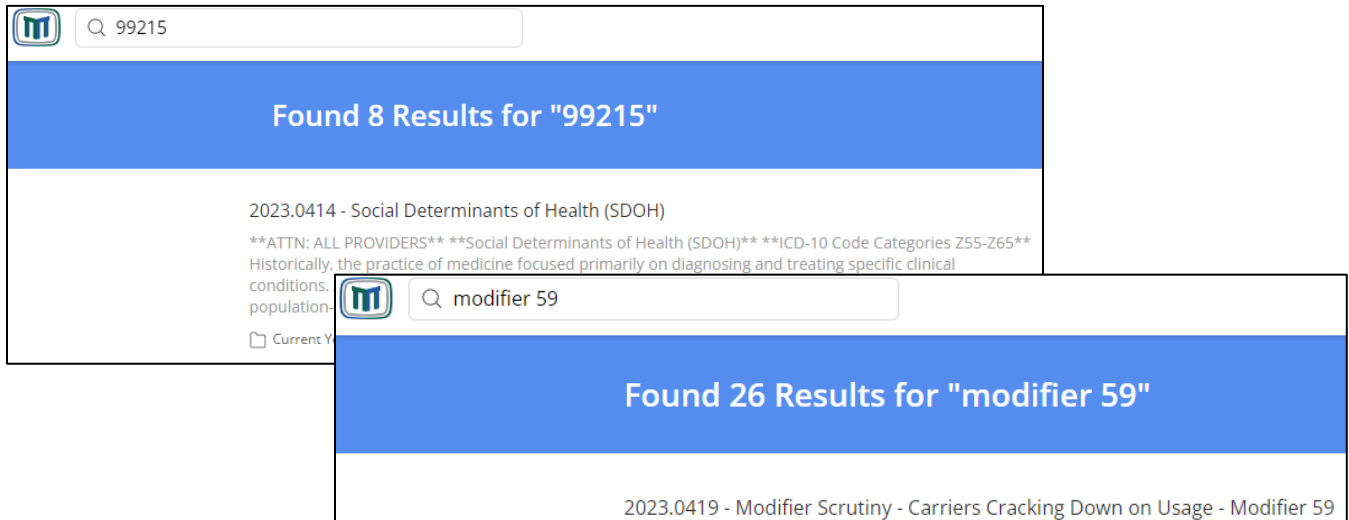 99215
Found 8 Results for "99215"
2023.0414 - Social Determinants of Health (SDOH)
**ATTN: ALL PROVIDERS** **Social Determinants of Health (SDOH)** **ICD-10 Code Categories Z55-Z65**
Historically, the practice of medicine focused primarily on diagnosing and treating specific clinical
conditions.
population-
Current
modifier 59
Found 26 Results for "modifier 59"
2023.0419 - Modifier Scrutiny - Carriers Cracking Down on Usage - Modifier 59